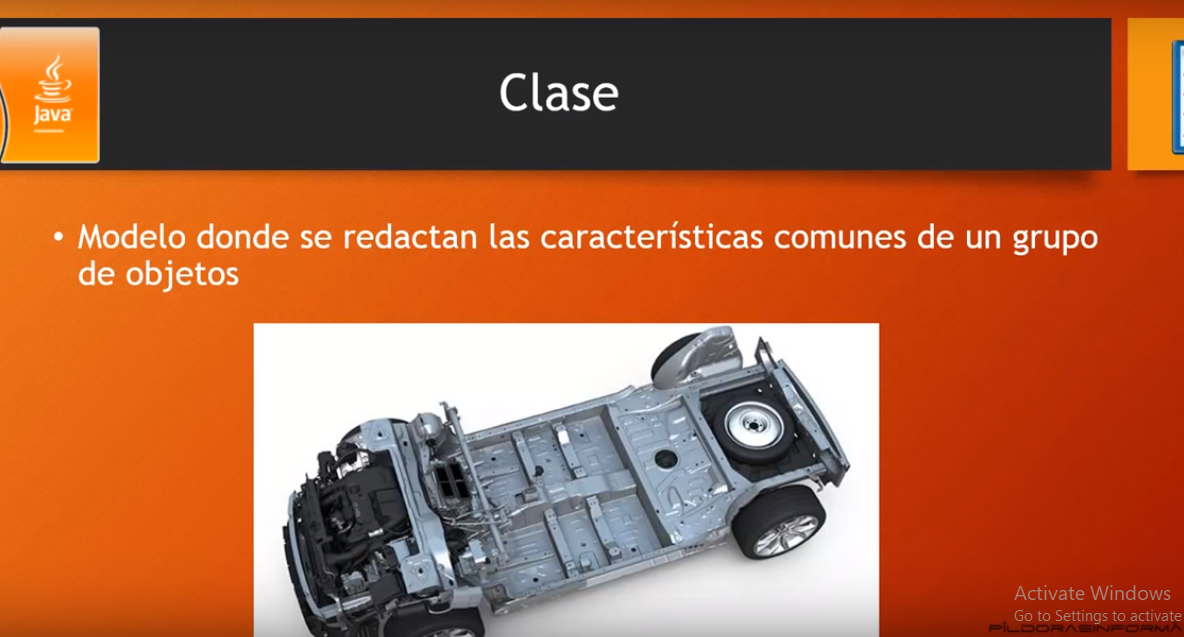 Java
Clase
• Modelo donde se redactan las características comunes de un grupo
de objetos
Activate Windows
Go to Settings to activate
PÍLDORASINFORMÁ